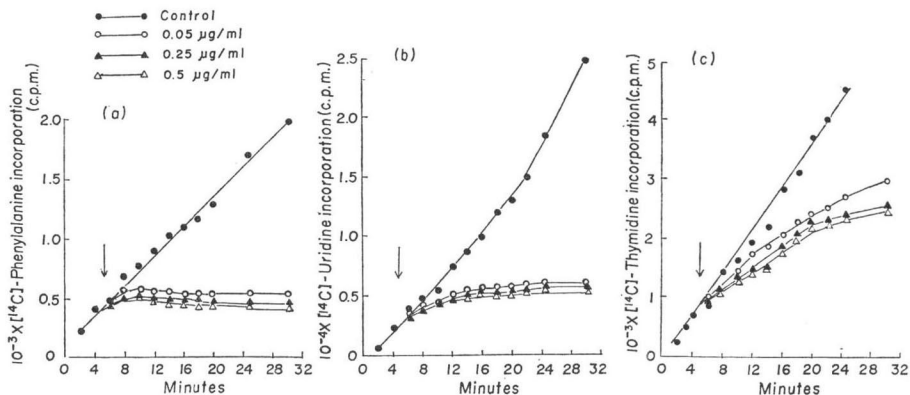 Control
0.05 µg/ml
0.25 µg/ml
0.5 µg/ml
(a)
10⁻³X [¹⁴C]-Phenylalanine incorporation
(c.p.m.)
2.0
1.5
1.0
0.5
0
0 4 8 12 16 20 24 28 32
Minutes
(b)
10⁻⁴X [¹⁴C]-Uridine incorporation (c.p.m.)
2.5
2.0
1.5
1.0
0.5
0.0
0 4 8 12 16 20 24 28 32
Minutes
(c)
10⁻³X [¹⁴C]-Thymidine incorporation (c.p.m.)
5
4
3
2
1
0
0 4 8 12 16 20 24 28 32
Minutes